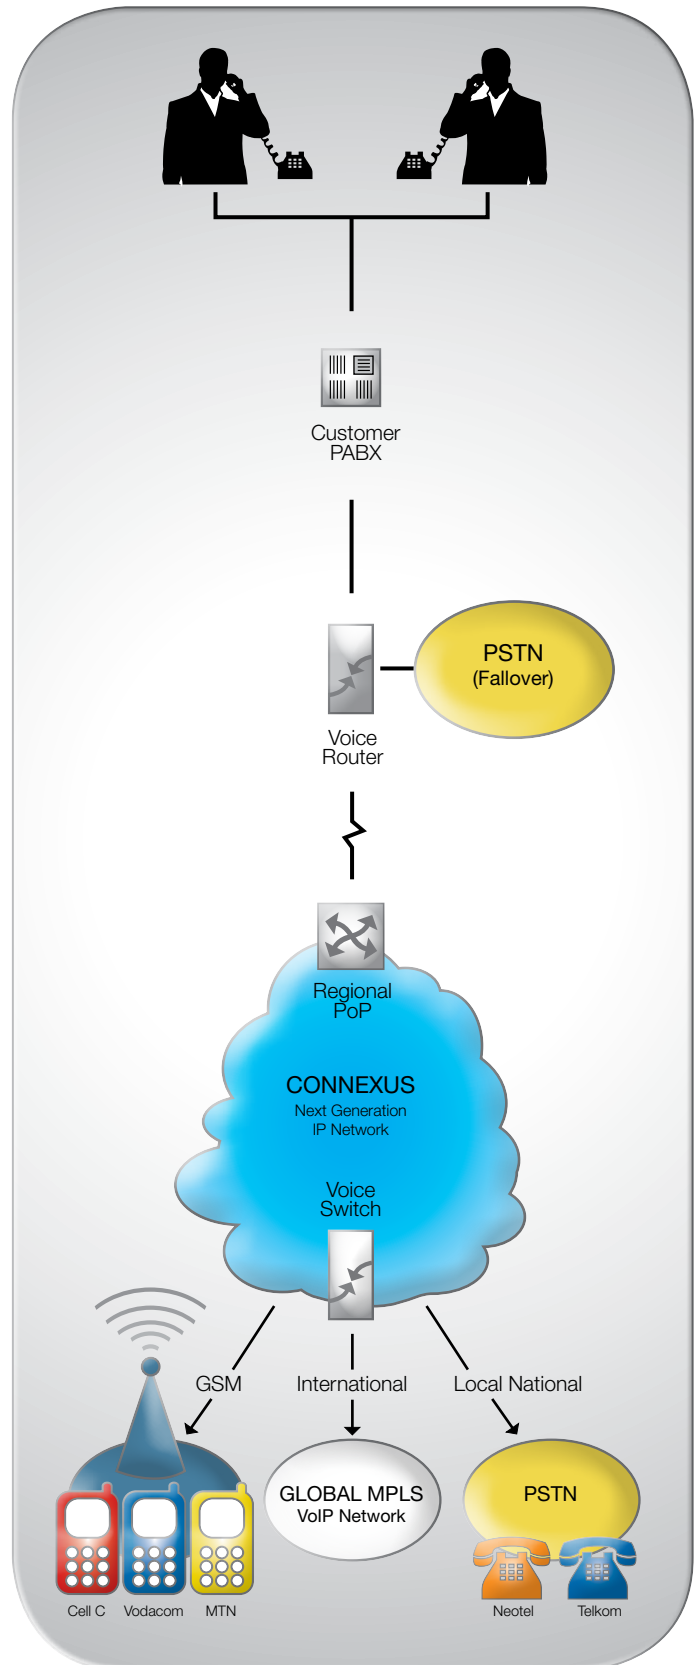 Customer
PABX
PSTN
(Fallover)
Voice
Router
Regional
PoP
CONNEXUS
Next Generation
IP Network
Voice
Switch
GSM
International
Local National
GLOBAL MPLS
VoIP Network
PSTN
Cell C
Vodacom
MTN
Neotel
Telkom